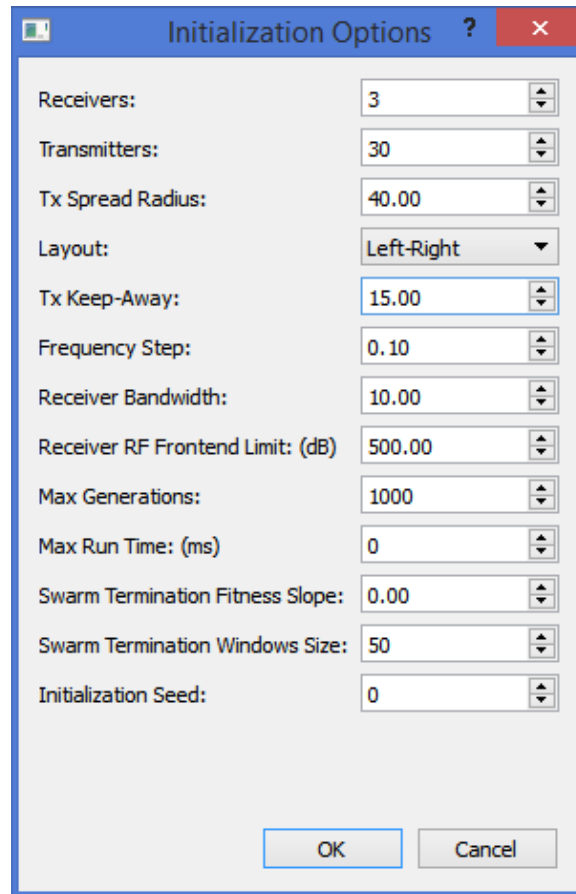 Initialization Options ? ×
Receivers: 3
Transmitters: 30
Tx Spread Radius: 40.00
Layout: Left-Right
Tx Keep-Away: 15.00
Frequency Step: 0.10
Receiver Bandwidth: 10.00
Receiver RF Frontend Limit: (dB) 500.00
Max Generations: 1000
Max Run Time: (ms) 0
Swarm Termination Fitness Slope: 0.00
Swarm Termination Windows Size: 50
Initialization Seed: 0
OK Cancel